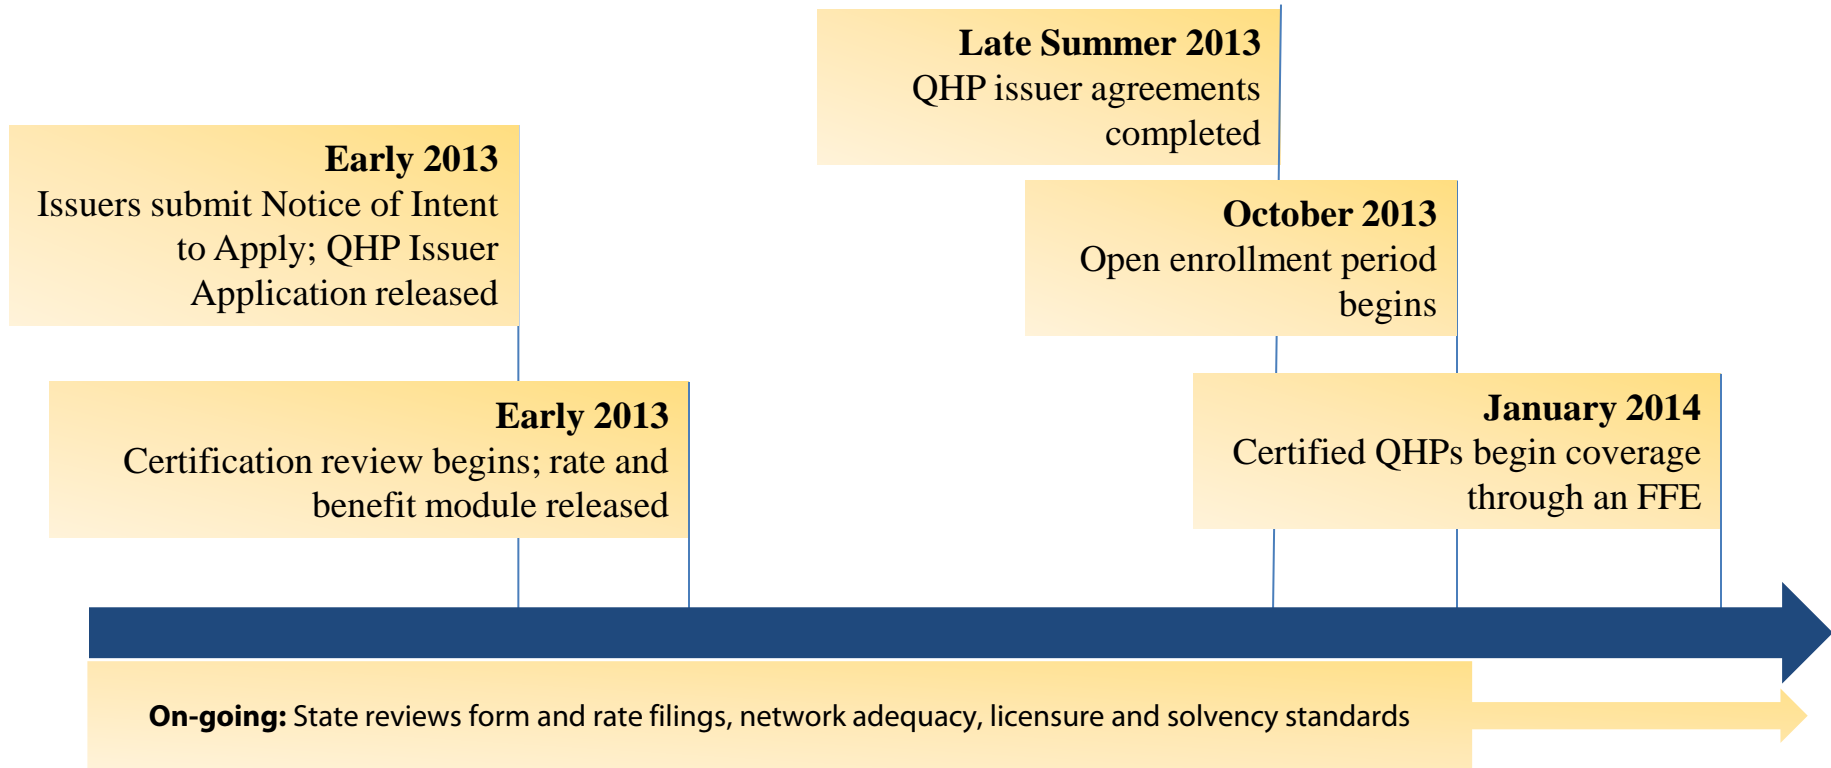 Early 2013
Issuers submit Notice of Intent
to Apply; QHP Issuer
Application released
Early 2013
Certification review begins; rate and
benefit module released
Late Summer 2013
QHP issuer agreements
completed
October 2013
Open enrollment period
begins
January 2014
Certified QHPs begin coverage
through an FFE
On-going: State reviews form and rate filings, network adequacy, licensure and solvency standards